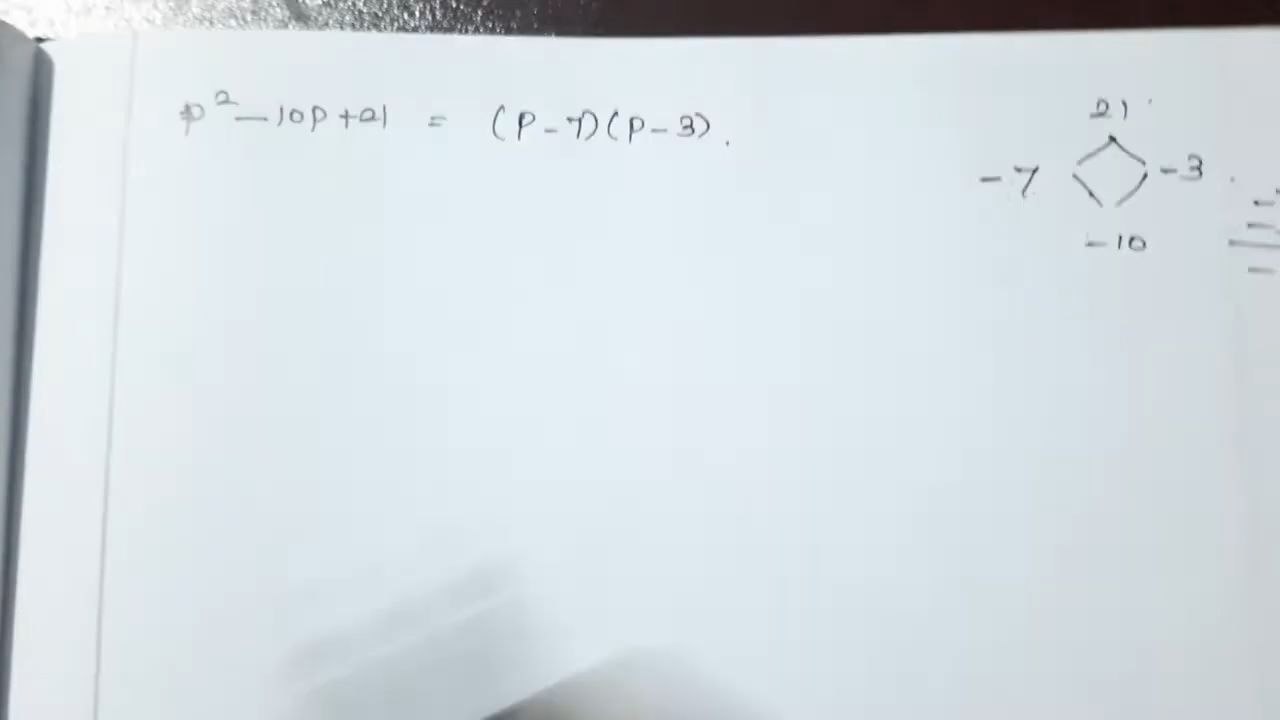 p² - 10p + 21 = (p - 7)(p - 3).
21
-7 -3
-10